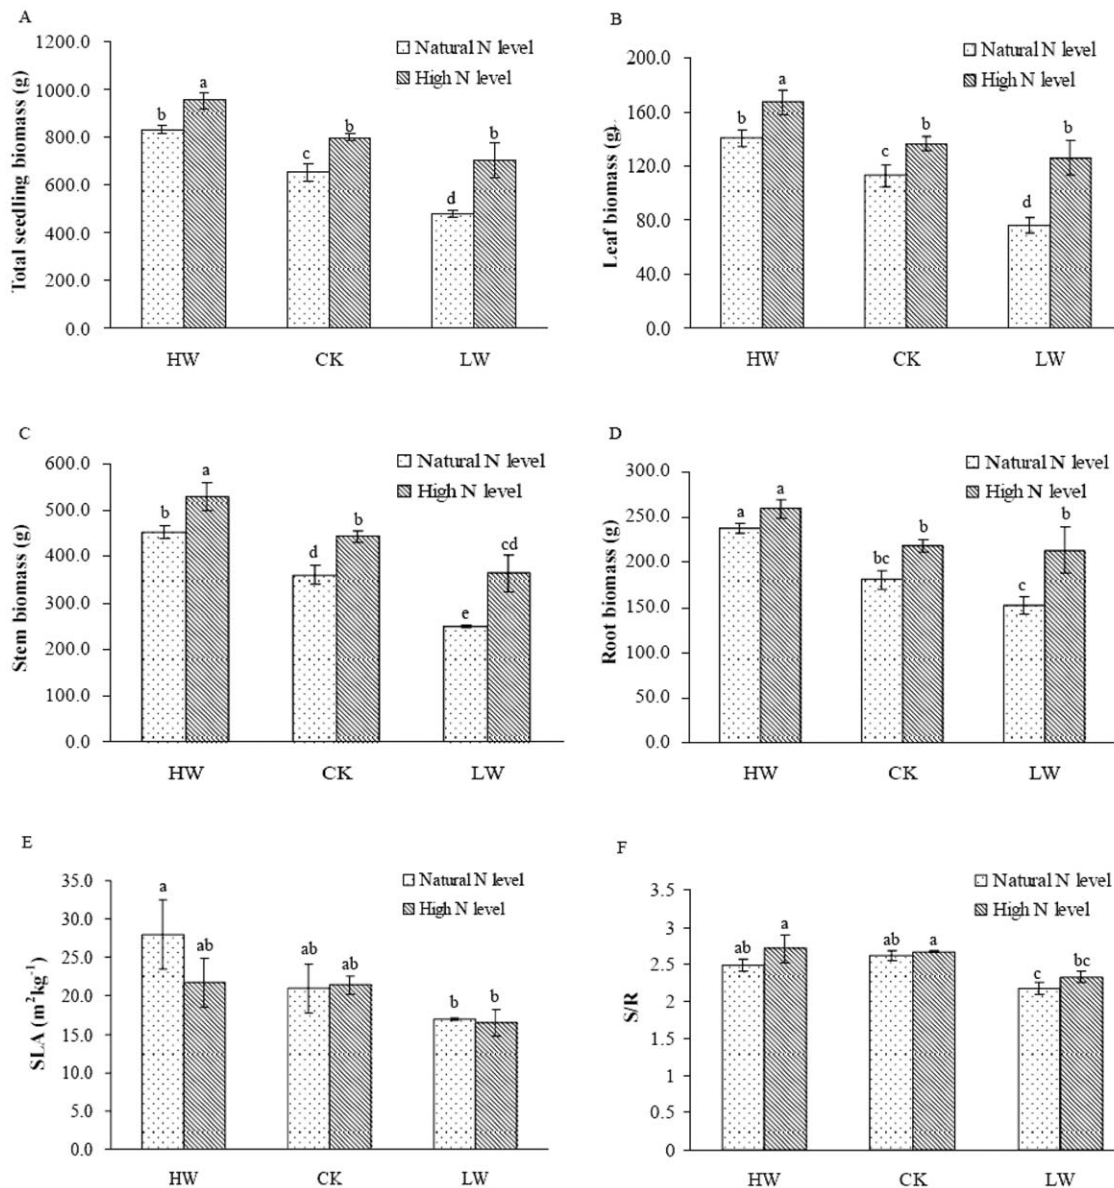 A
Total seedling biomass (g)
1200.0
1000.0
800.0
600.0
400.0
200.0
0.0
Natural N level
High N level
b
a
c
b
d
b
HW
CK
LW
B
Leaf biomass (g)
200.0
160.0
120.0
80.0
40.0
0.0
Natural N level
High N level
b
a
c
b
d
b
HW
CK
LW
C
Stem biomass (g)
600.0
500.0
400.0
300.0
200.0
100.0
0.0
Natural N level
High N level
b
a
d
b
e
cd
HW
CK
LW
D
Root biomass (g)
300.0
250.0
200.0
150.0
100.0
50.0
0.0
Natural N level
High N level
a
a
bc
b
c
b
HW
CK
LW
E
SLA (m²kg⁻¹)
35.0
30.0
25.0
20.0
15.0
10.0
5.0
0.0
Natural N level
High N level
a
ab
ab
ab
b
b
HW
CK
LW
F
S/R
3.5
3
2.5
2
1.5
1
0.5
0
Natural N level
High N level
ab
a
ab
a
c
bc
HW
CK
LW